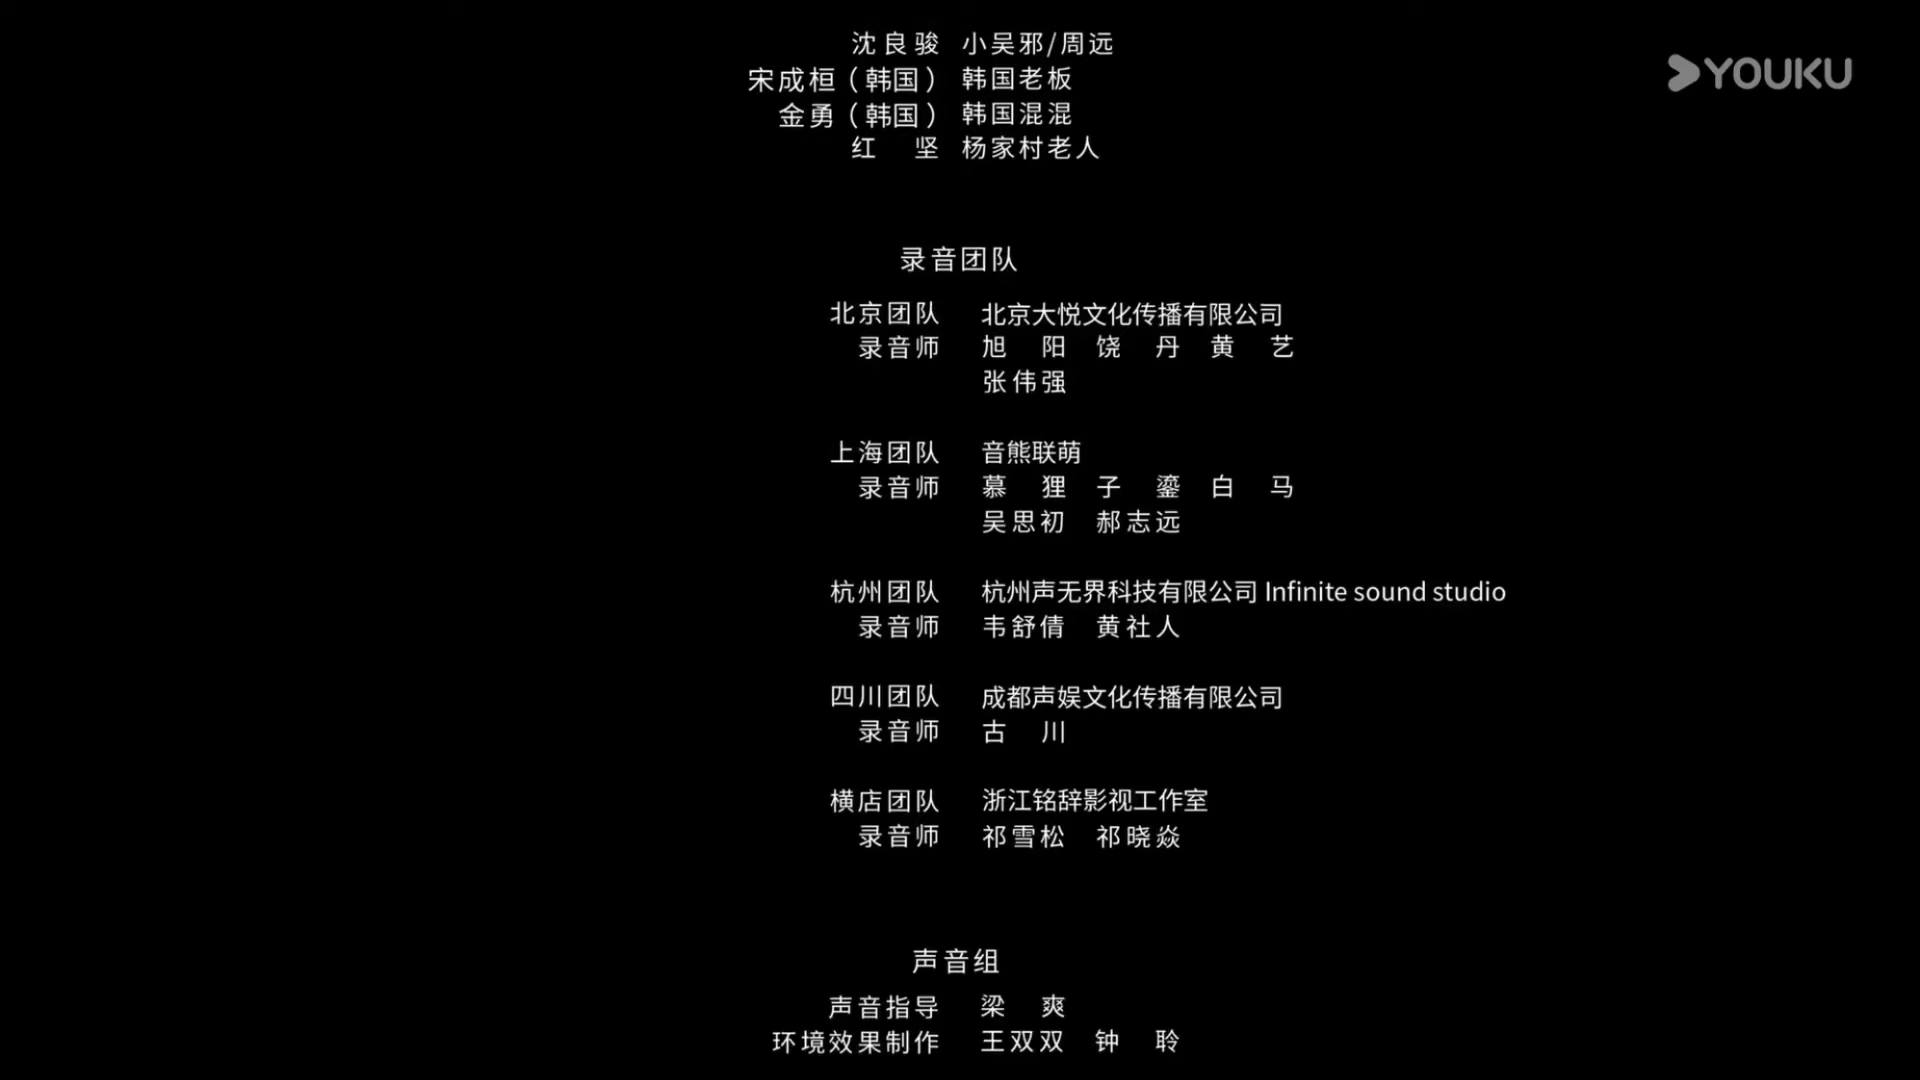 沈良骏 小吴邪/周远
YOUKU
宋成桓（韩国） 韩国老板
金勇（韩国） 韩国混混
红 坚 杨家村老人
录音团队
北京团队 北京大悦文化传播有限公司
录音师 旭 阳 饶 丹 黄 艺
张伟强
上海团队 音熊联萌
录音师 慕 狸 子 鎏 白 马
吴思初 郝志远
杭州团队 杭州声无界科技有限公司 Infinite sound studio
录音师 韦舒倩 黄社人
四川团队 成都声娱文化传播有限公司
录音师 古 川
横店团队 浙江铭辞影视工作室
录音师 祁雪松 祁晓焱
声音组
声音指导 梁 爽
环境效果制作 王双双 钟 聆